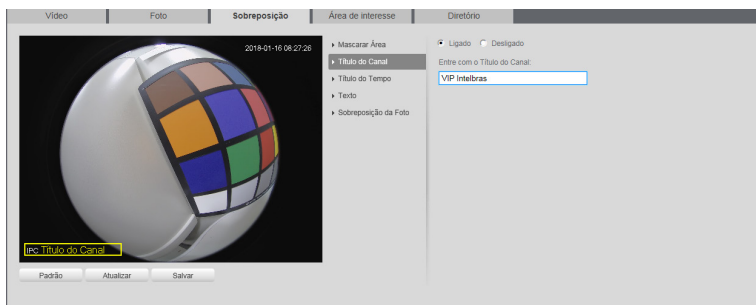 Vídeo
Foto
Sobreposição
Área de interesse
Diretório
2018-01-16 08:27:26
IPC Título do Canal
Padrão
Atualizar
Salvar
Mascarar Área
Título do Canal
Título do Tempo
Texto
Sobreposição da Foto
Ligado
Desligado
Entre com o Título do Canal:
VIP Intelbras